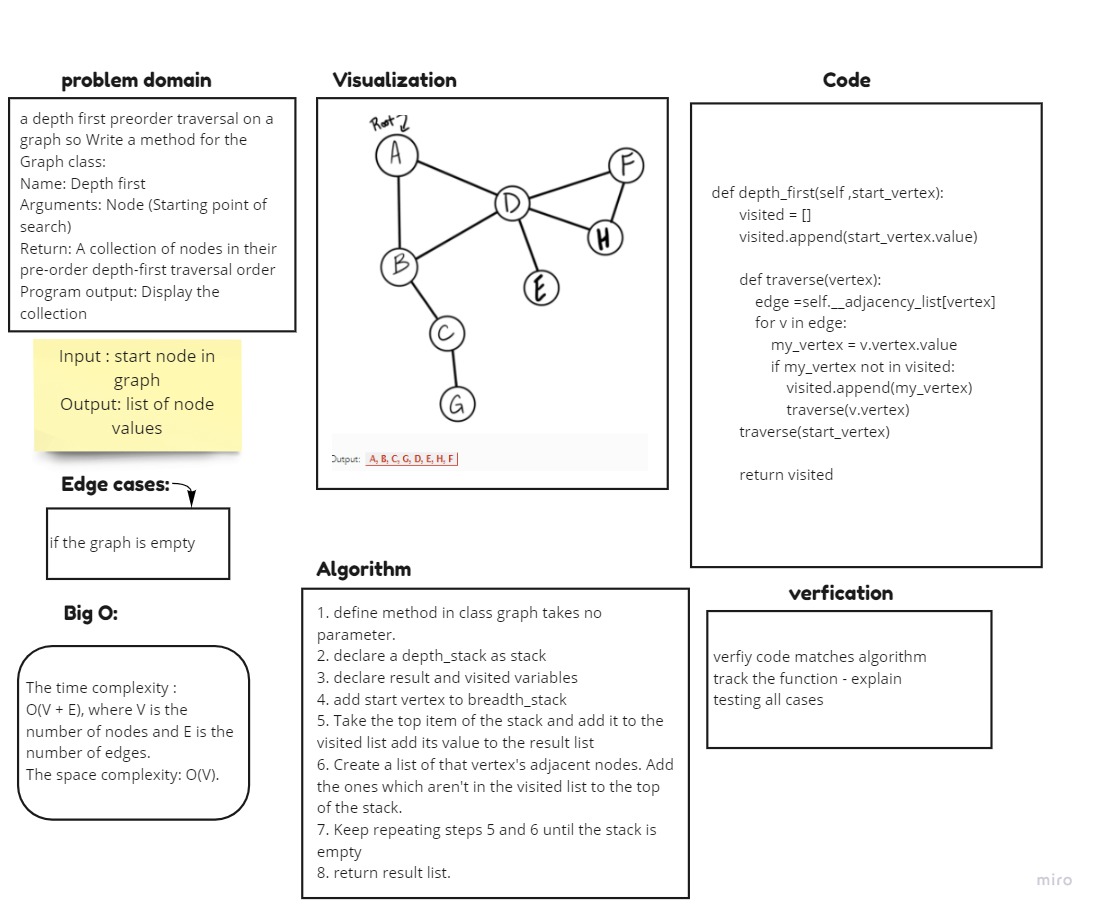 problem domain
a depth first preorder traversal on a
graph so Write a method for the
Graph class:
Name: Depth first
Arguments: Node (Starting point of
search)
Return: A collection of nodes in their
pre-order depth-first traversal order
Program output: Display the
collection
Input : start node in
graph
Output: list of node
values
Edge cases:
if the graph is empty
Big O:
The time complexity :
O(V + E), where V is the
number of nodes and E is the
number of edges.
The space complexity: O(V).
Visualization
Root
A
F
D
H
B
E
C
G
Output: A, B, C, G, D, E, H, F
Algorithm
1. define method in class graph takes no
parameter.
2. declare a depth_stack as stack
3. declare result and visited variables
4. add start vertex to breadth_stack
5. Take the top item of the stack and add it to the
visited list add its value to the result list
6. Create a list of that vertex's adjacent nodes. Add
the ones which aren't in the visited list to the top
of the stack.
7. Keep repeating steps 5 and 6 until the stack is
empty
8. return result list.
Code
def depth_first(self ,start_vertex):
visited = []
visited.append(start_vertex.value)
def traverse(vertex):
edge =self.__adjacency_list[vertex]
for v in edge:
my_vertex = v.vertex.value
if my_vertex not in visited:
visited.append(my_vertex)
traverse(v.vertex)
traverse(start_vertex)
return visited
verfication
verfiy code matches algorithm
track the function - explain
testing all cases
miro